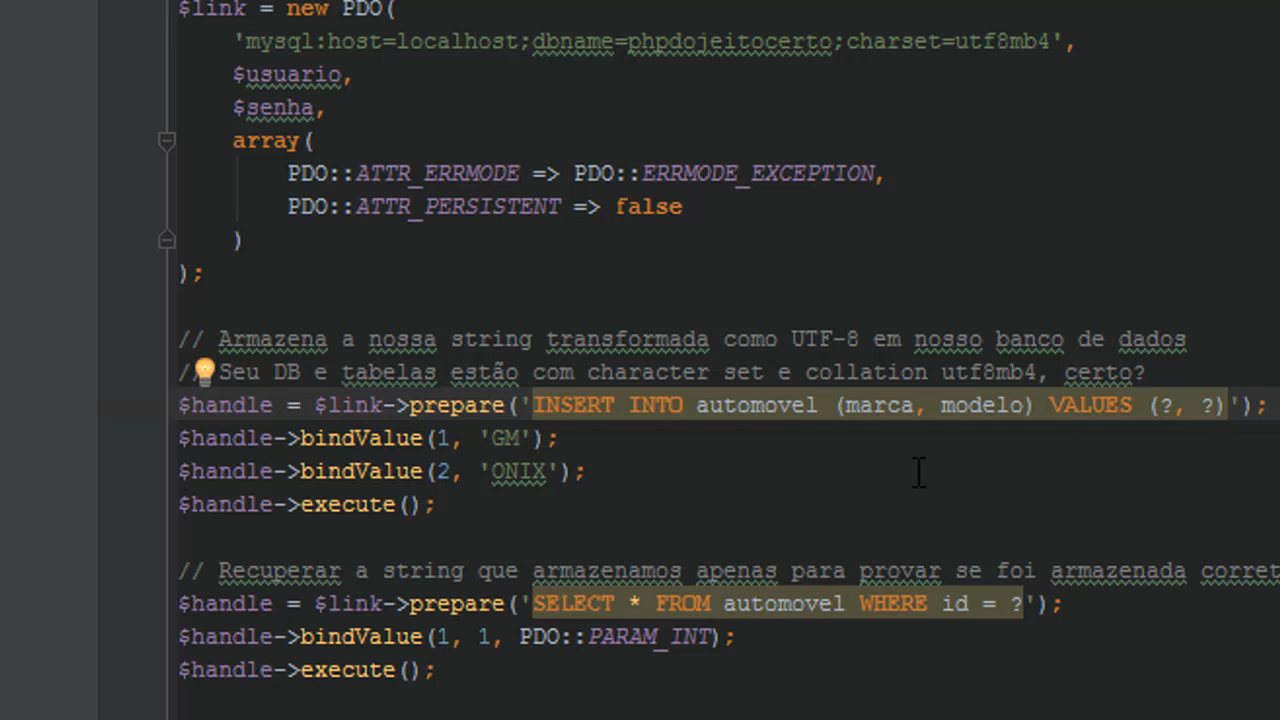 $link = new PDO(
'mysql:host=localhost;dbname=phpdojeitocerto;charset=utf8mb4',
$usuario,
$senha,
array(
PDO::ATTR_ERRMODE => PDO::ERRMODE_EXCEPTION,
PDO::ATTR_PERSISTENT => false
)
);
// Armazena a nossa string transformada como UTF-8 em nosso banco de dados
// Seu DB e tabelas estão com character set e collation utf8mb4, certo?
$handle = $link->prepare('INSERT INTO automovel (marca, modelo) VALUES (?, ?)');
$handle->bindValue(1, 'GM');
$handle->bindValue(2, 'ONIX');
$handle->execute();
// Recuperar a string que armazenamos apenas para provar se foi armazenada corret
$handle = $link->prepare('SELECT * FROM automovel WHERE id = ?');
$handle->bindValue(1, 1, PDO::PARAM_INT);
$handle->execute();